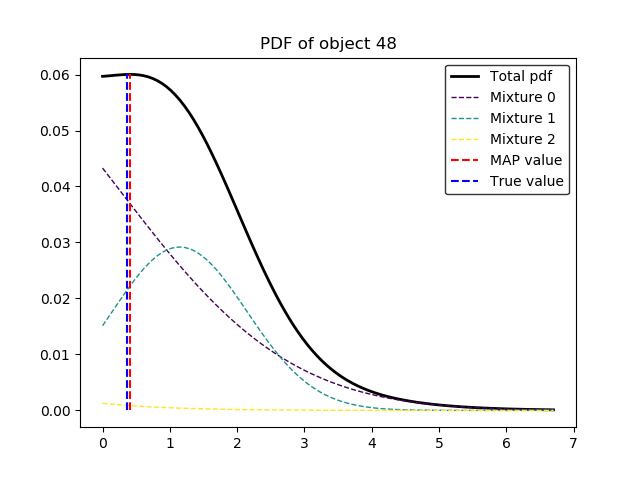 PDF of object 48
Total pdf
Mixture 0
Mixture 1
Mixture 2
MAP value
True value
0.06
0.05
0.04
0.03
0.02
0.01
0.00
0 1 2 3 4 5 6 7